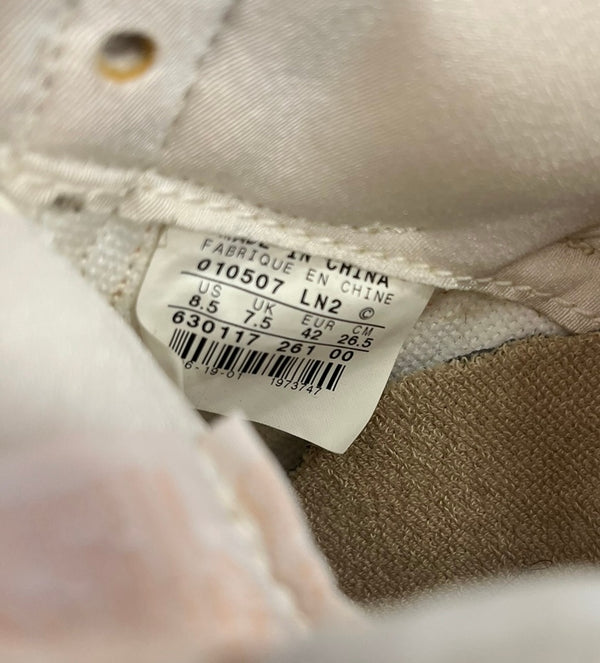 MADE IN CHINA
FABRIQUE EN CHINE
010507 LN2 ©
US UK EUR CM
8.5 7.5 42 26.5
630117 261 00
6-19-01 1973747